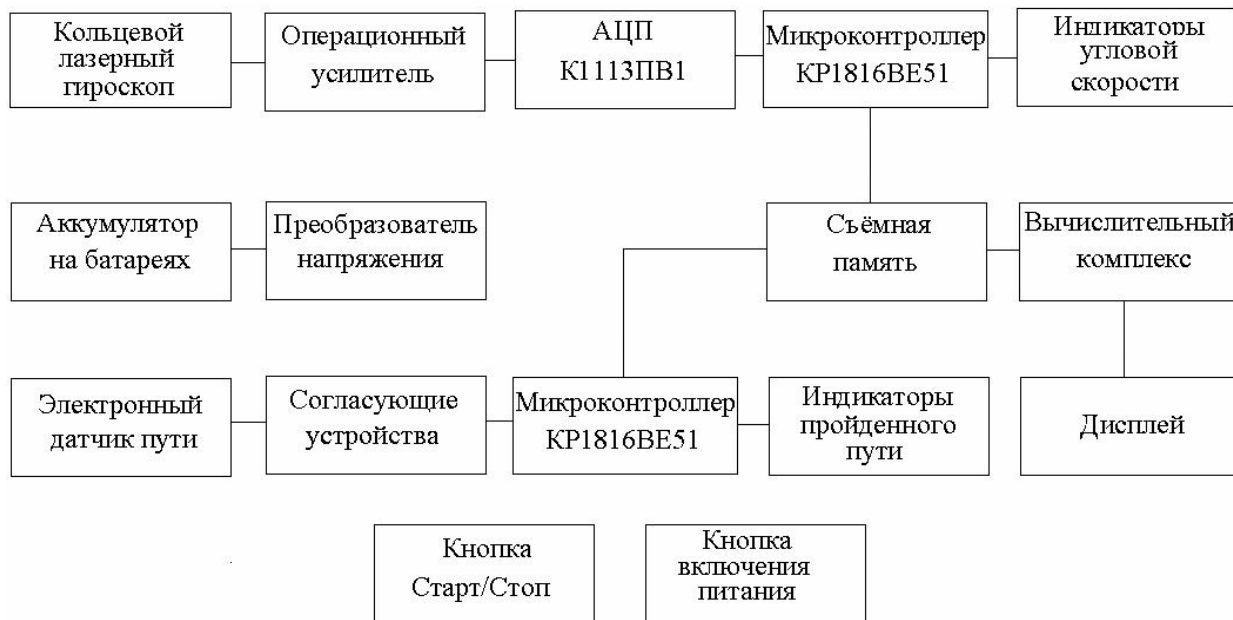 Кольцевой
лазерный
гироскоп
Операционный
усилитель
АЦП
К1113ПВ1
Микроконтроллер
КР1816ВЕ51
Индикаторы
угловой
скорости
Аккумулятор
на батареях
Преобразователь
напряжения
Съёмная
память
Вычислительный
комплекс
Электронный
датчик пути
Согласующие
устройства
Микроконтроллер
КР1816ВЕ51
Индикаторы
пройденного
пути
Дисплей
Кнопка
Старт/Стоп
Кнопка
включения
питания